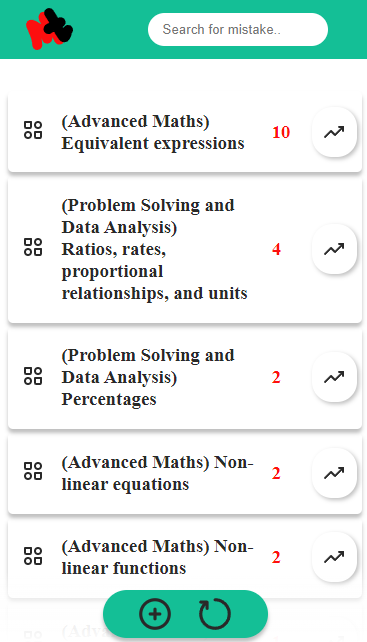 Search for mistake..
(Advanced Maths)
Equivalent expressions
10
(Problem Solving and
Data Analysis)
Ratios, rates,
proportional
relationships, and units
4
(Problem Solving and
Data Analysis)
Percentages
2
(Advanced Maths) Non-
linear equations
2
(Advanced Maths) Non-
linear functions
2